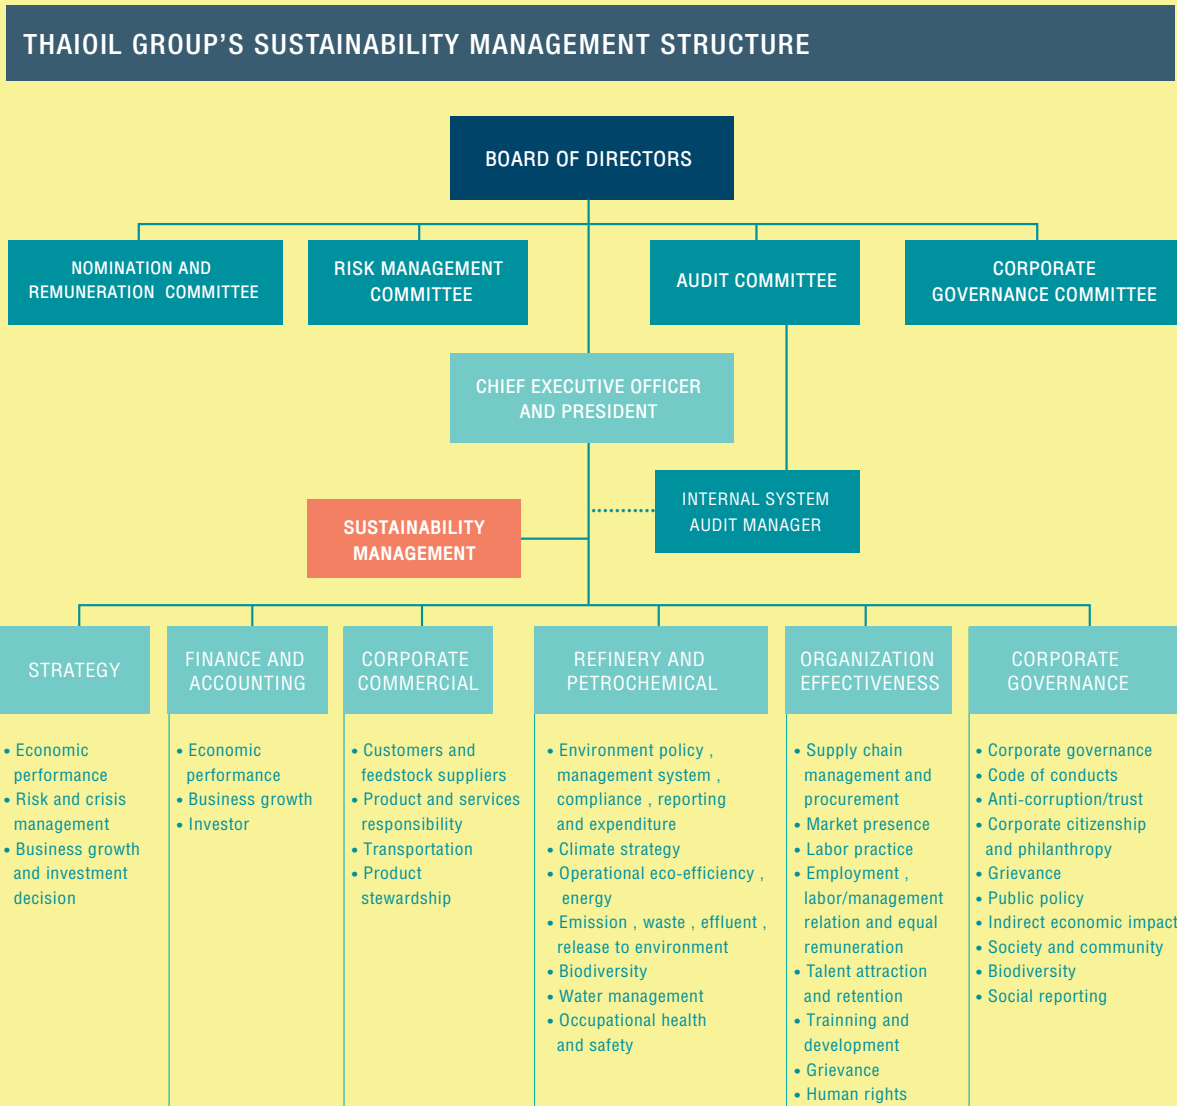 THAIOIL GROUP'S SUSTAINABILITY MANAGEMENT STRUCTURE
BOARD OF DIRECTORS
NOMINATION AND
REMUNERATION COMMITTEE
RISK MANAGEMENT
COMMITTEE
AUDIT COMMITTEE
CORPORATE
GOVERNANCE COMMITTEE
CHIEF EXECUTIVE OFFICER
AND PRESIDENT
INTERNAL SYSTEM
AUDIT MANAGER
SUSTAINABILITY
MANAGEMENT
STRATEGY
• Economic
performance
• Risk and crisis
management
• Business growth
and investment
decision
FINANCE AND
ACCOUNTING
• Economic
performance
• Business growth
• Investor
CORPORATE
COMMERCIAL
• Customers and
feedstock suppliers
• Product and services
responsibility
• Transportation
• Product
stewardship
REFINERY AND
PETROCHEMICAL
• Environment policy ,
management system ,
compliance , reporting
and expenditure
• Climate strategy
• Operational eco-efficiency ,
energy
• Emission , waste , effluent ,
release to environment
• Biodiversity
• Water management
• Occupational health
and safety
ORGANIZATION
EFFECTIVENESS
• Supply chain
management and
procurement
• Market presence
• Labor practice
• Employment ,
labor/management
relation and equal
remuneration
• Talent attraction
and retention
• Trainning and
development
• Grievance
• Human rights
CORPORATE
GOVERNANCE
• Corporate governance
• Code of conducts
• Anti-corruption/trust
• Corporate citizenship
and philanthropy
• Grievance
• Public policy
• Indirect economic impact
• Society and community
• Biodiversity
• Social reporting